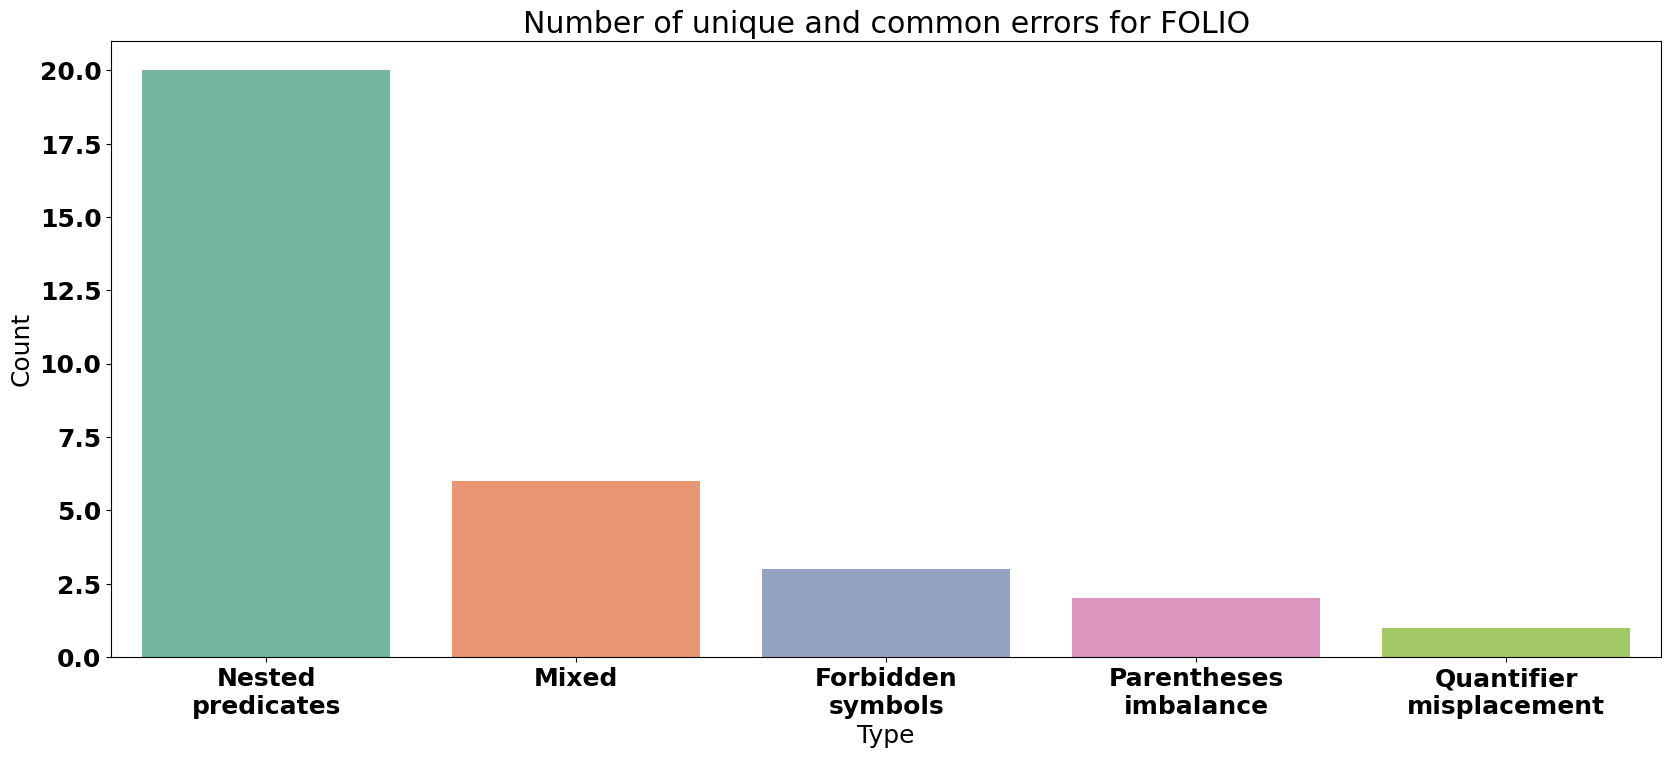 Number of unique and common errors for FOLIO
20.0
17.5
15.0
12.5
10.0
7.5
5.0
2.5
0.0
Count
Nested
predicates
Mixed
Forbidden
symbols
Parentheses
imbalance
Quantifier
misplacement
Type